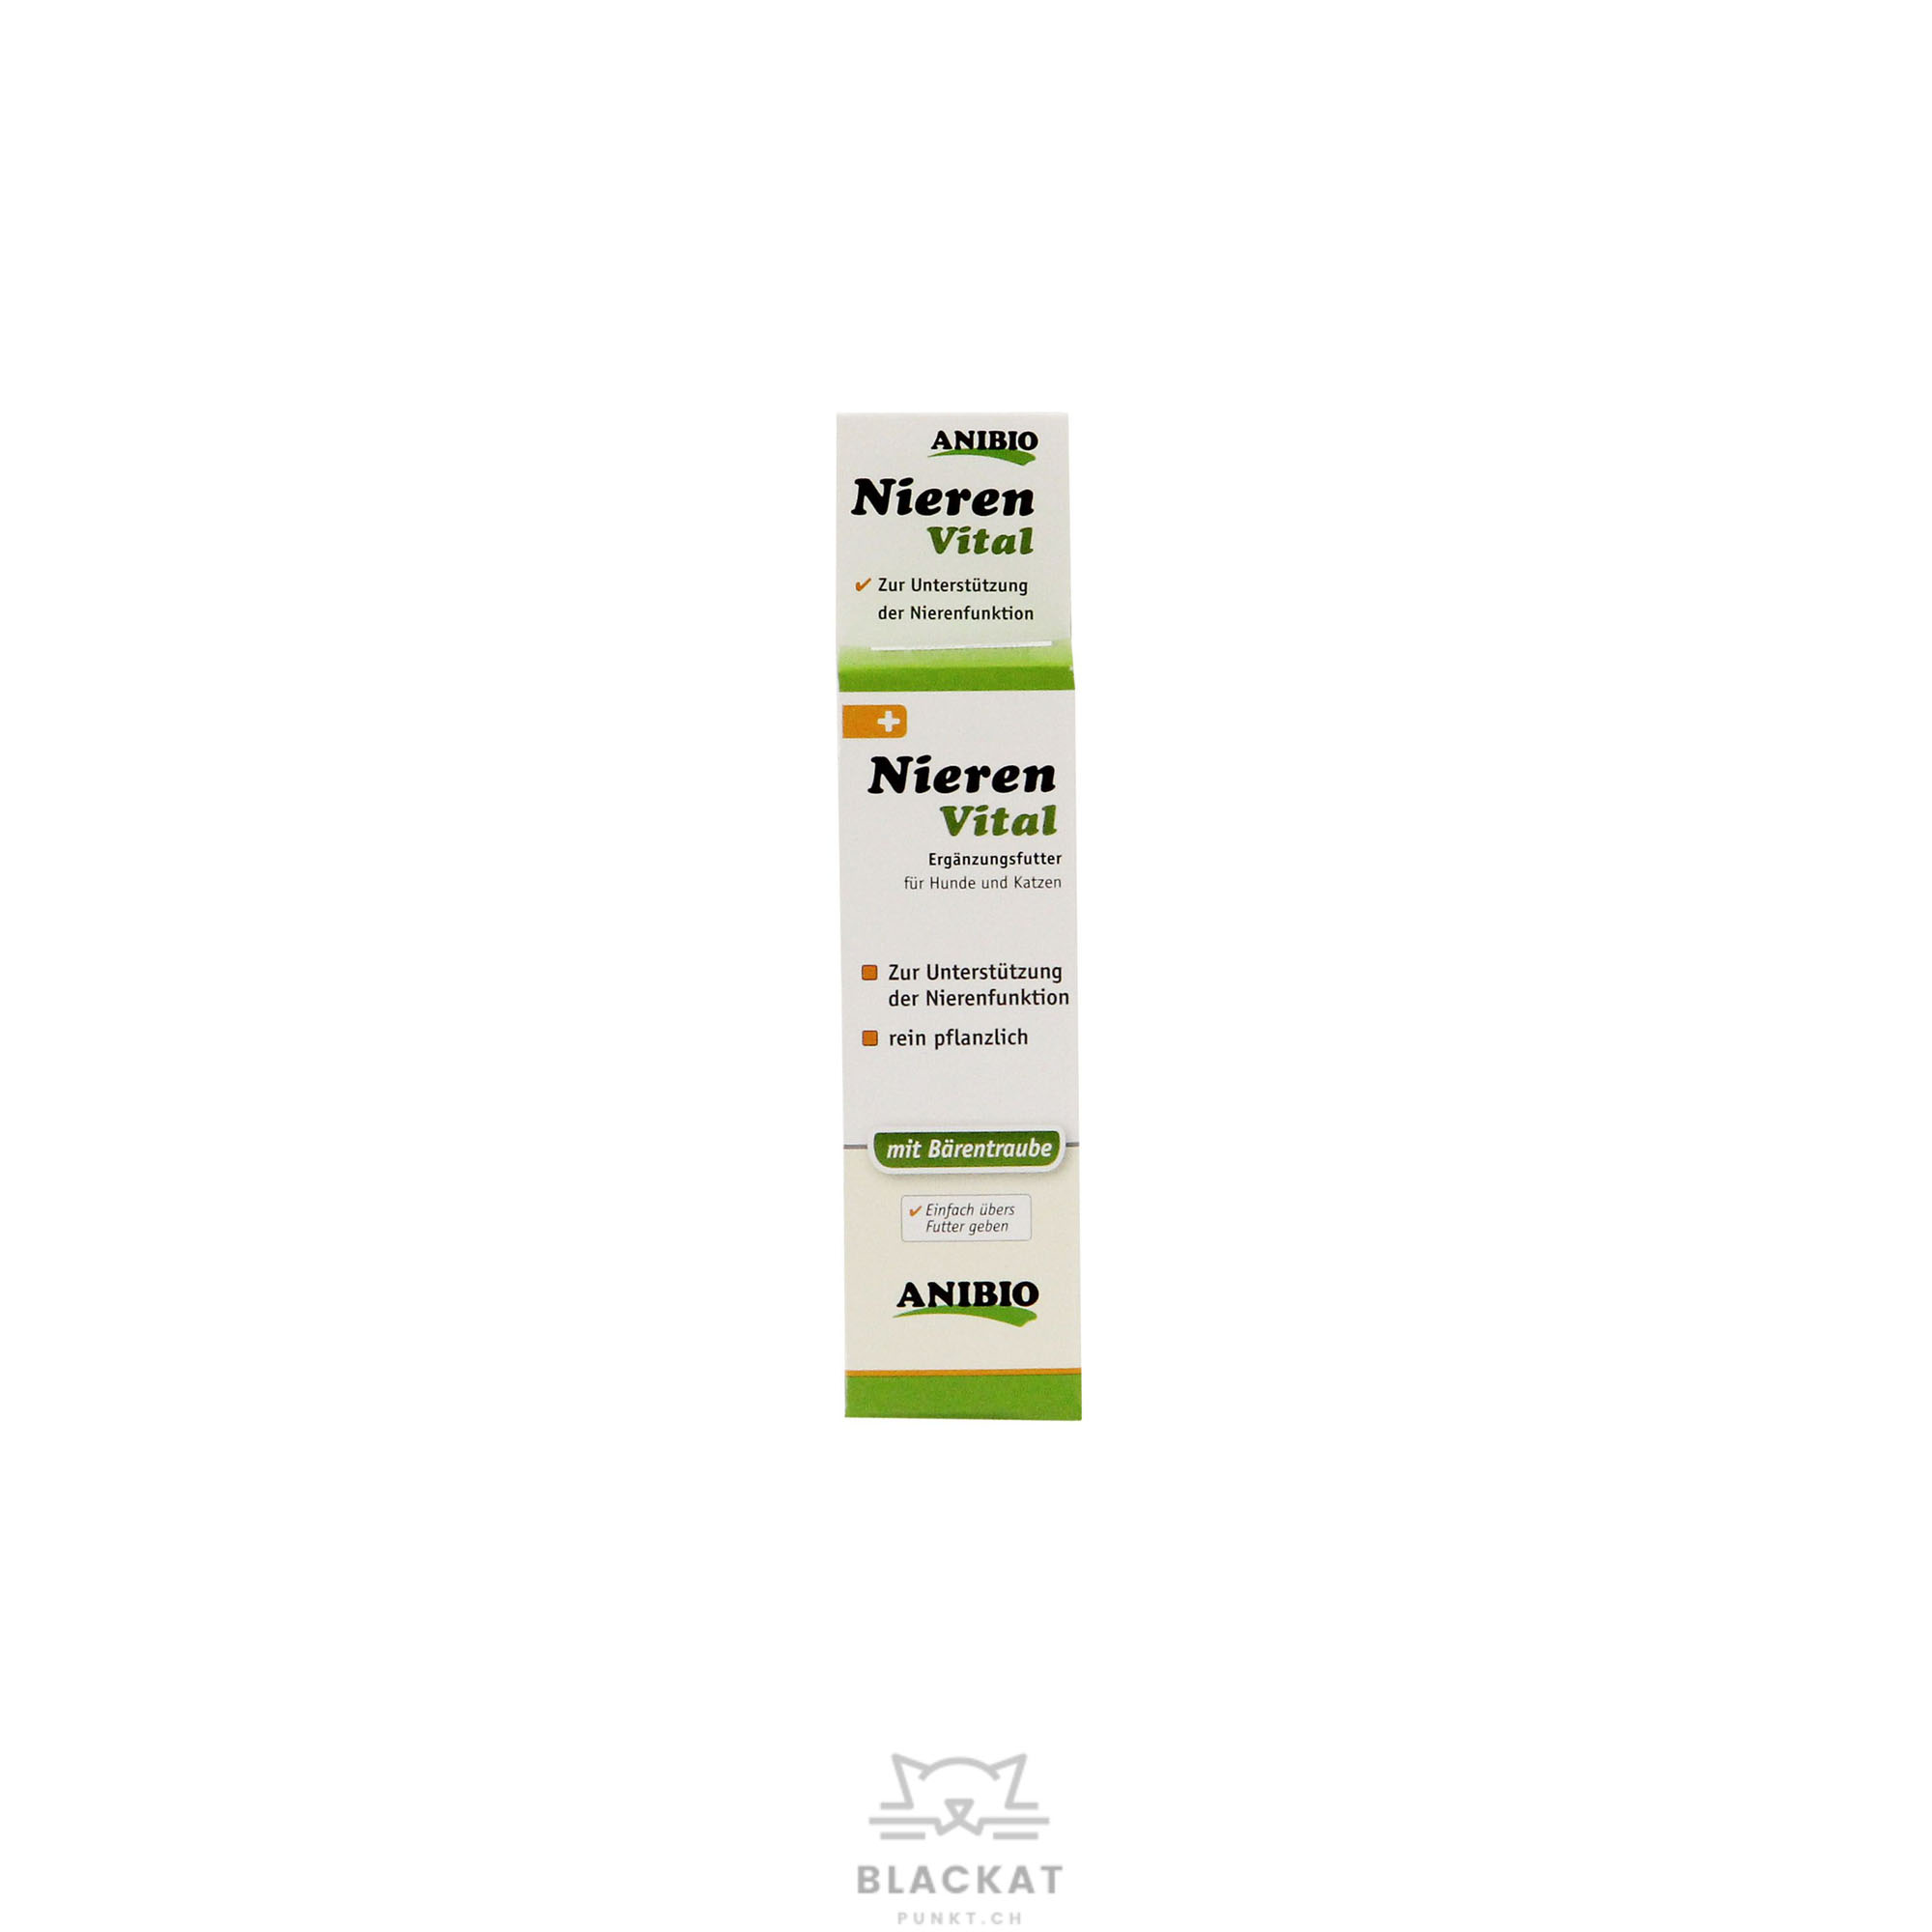 ANIBIO
Nieren
Vital
Zur Unterstützung
der Nierenfunktion
Nieren
Vital
Ergänzungsfutter
für Hunde und Katzen
Zur Unterstützung
der Nierenfunktion
rein pflanzlich
mit Bärentraube
Einfach übers
Futter geben
ANIBIO
BLACKAT
PUNKT.CH